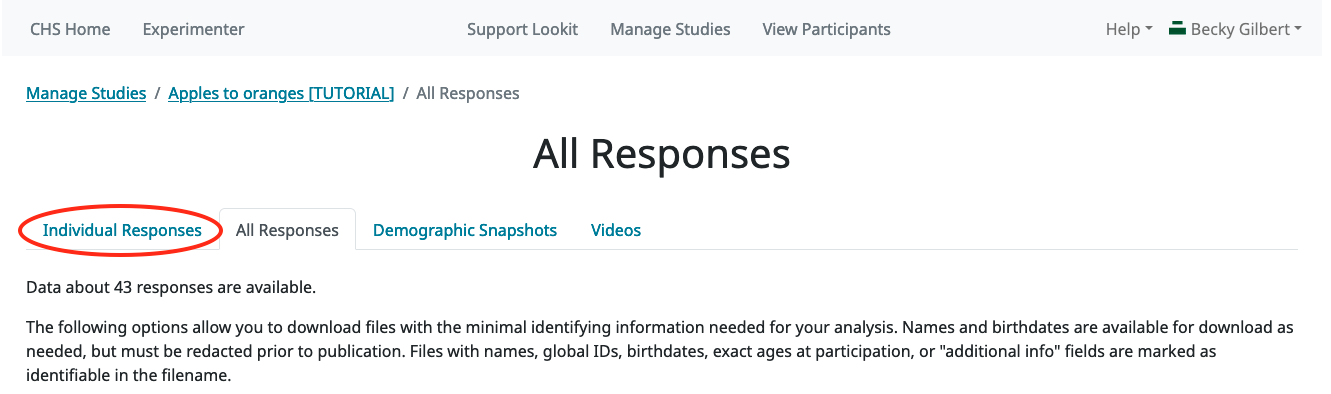 CHS Home Experimenter Support Lookit Manage Studies View Participants Help Becky Gilbert
Manage Studies / Apples to oranges [TUTORIAL] / All Responses
All Responses
Individual Responses All Responses Demographic Snapshots Videos
Data about 43 responses are available.
The following options allow you to download files with the minimal identifying information needed for your analysis. Names and birthdates are available for download as
needed, but must be redacted prior to publication. Files with names, global IDs, birthdates, exact ages at participation, or "additional info" fields are marked as
identifiable in the filename.